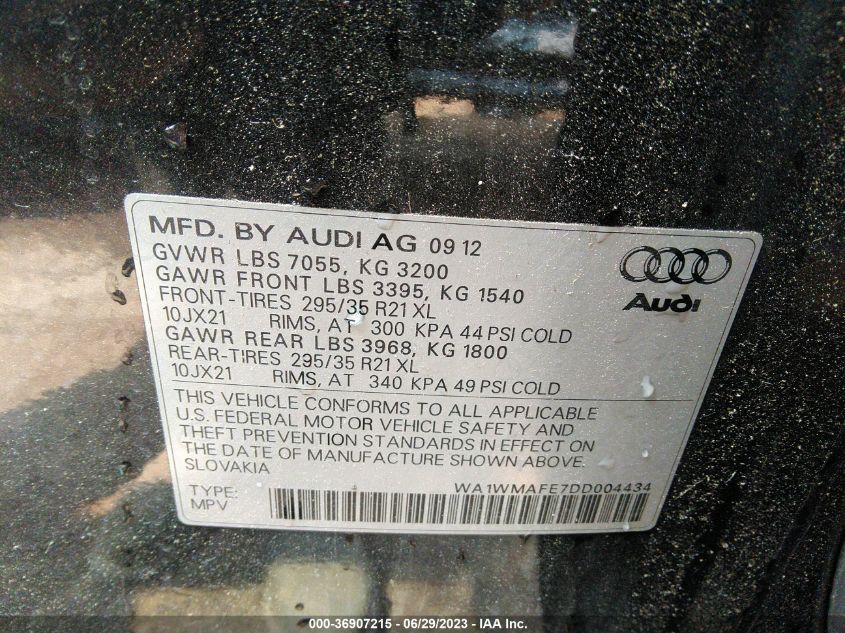 MFD. BY AUDI AG 09 12
GVWR LBS 7055, KG 3200
GAWR FRONT LBS 3395, KG 1540
FRONT-TIRES 295/35 R21 XL
10JX21 RIMS, AT 300 KPA 44 PSI COLD
GAWR REAR LBS 3968, KG 1800
REAR-TIRES 295/35 R21 XL
10JX21 RIMS, AT 340 KPA 49 PSI COLD
Audi
THIS VEHICLE CONFORMS TO ALL APPLICABLE
U.S. FEDERAL MOTOR VEHICLE SAFETY AND
THEFT PREVENTION STANDARDS IN EFFECT ON
THE DATE OF MANUFACTURE SHOWN ABOVE.
SLOVAKIA
WA1WMAFE7DD004434
TYPE:
MPV
000-36907215 - 06/29/2023 - IAA Inc.